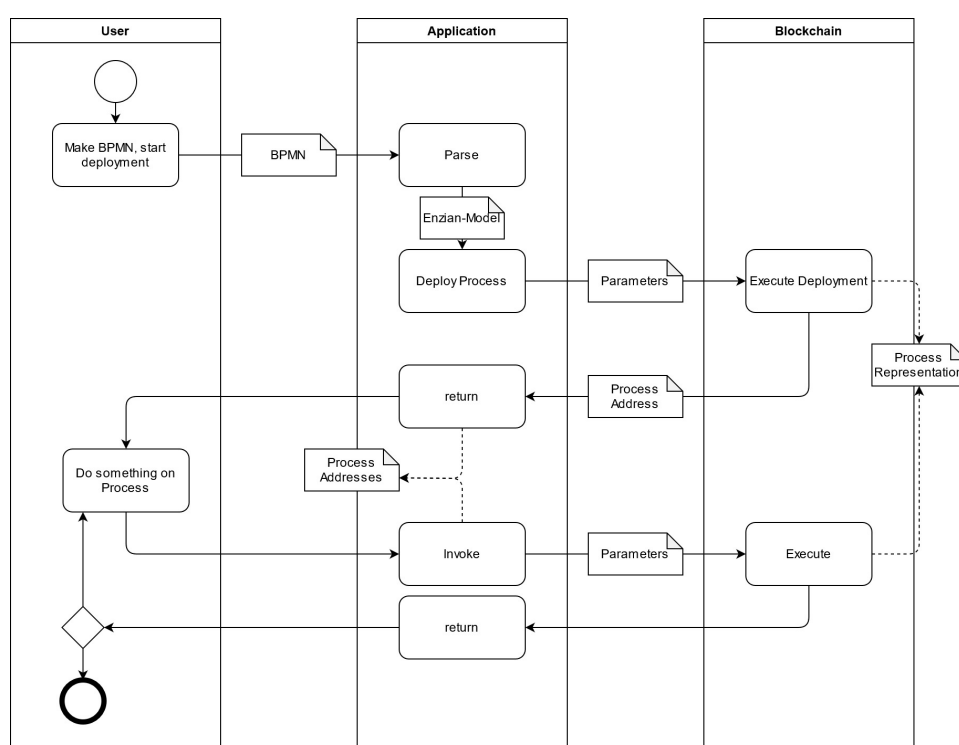 User
Application
Blockchain
Make BPMN, start
deployment
BPMN
Parse
Enzian-Model
Deploy Process
Parameters
Execute Deployment
Process
Representation
return
Process
Address
Do something on
Process
Process
Addresses
Invoke
Parameters
Execute
return